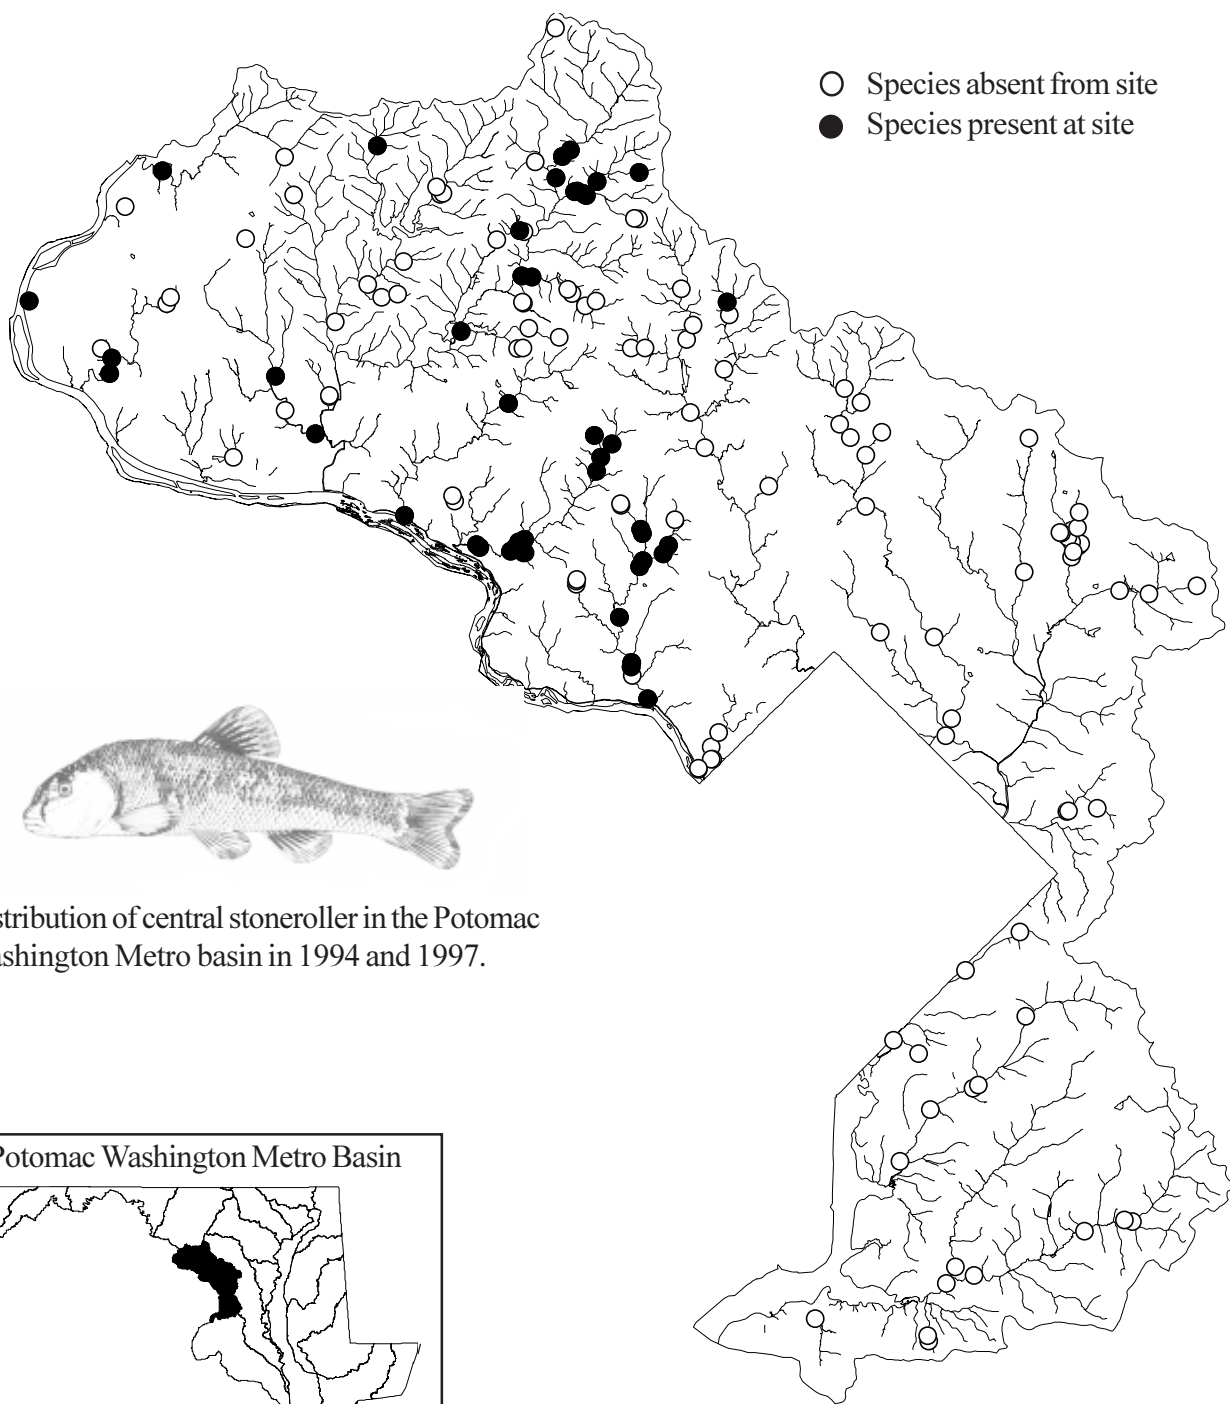 Species absent from site
Species present at site
stribution of central stoneroller in the Potomac
ashington Metro basin in 1994 and 1997.
Potomac Washington Metro Basin